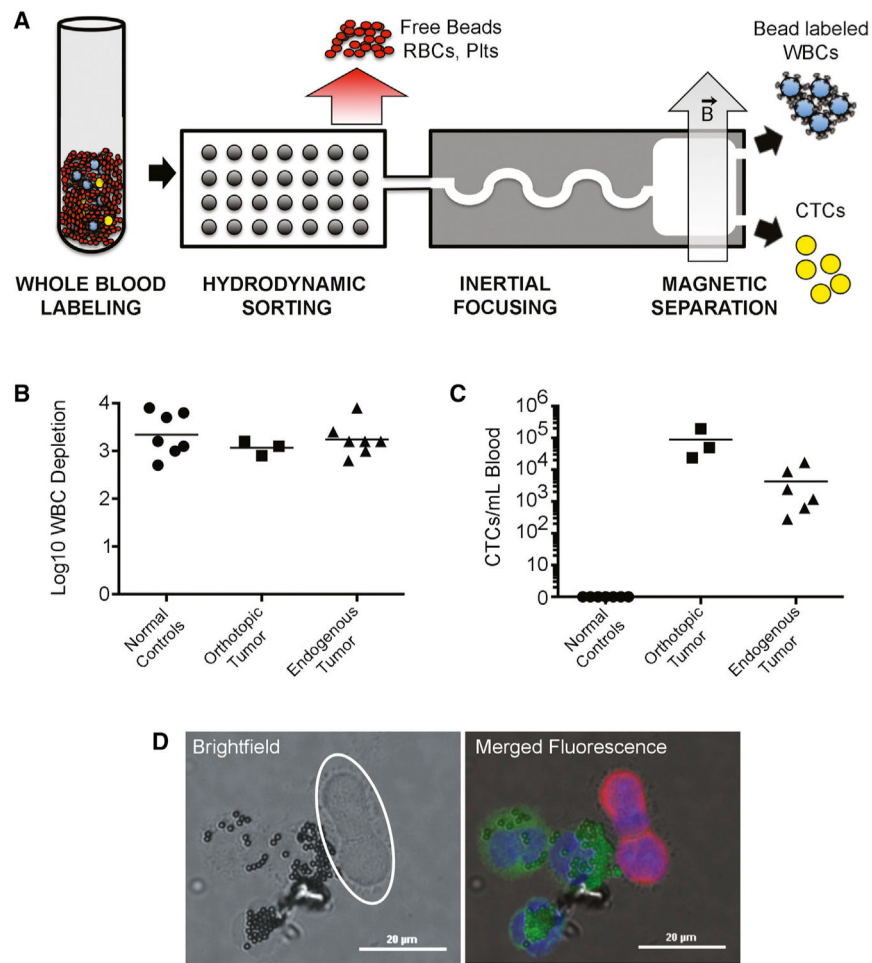 A
Free Beads
RBCs, Plts
Bead labeled
WBCs
B
CTCs
WHOLE BLOOD
LABELING
HYDRODYNAMIC
SORTING
INERTIAL
FOCUSING
MAGNETIC
SEPARATION
B
Log10 WBC Depletion
4
3
2
1
0
Normal
Controls
Orthotopic
Tumor
Endogenous
Tumor
C
CTCs/mL Blood
10⁶
10⁵
10⁴
10³
10²
10
0
Normal
Controls
Orthotopic
Tumor
Endogenous
Tumor
D
Brightfield
20 µm
Merged Fluorescence
20 µm